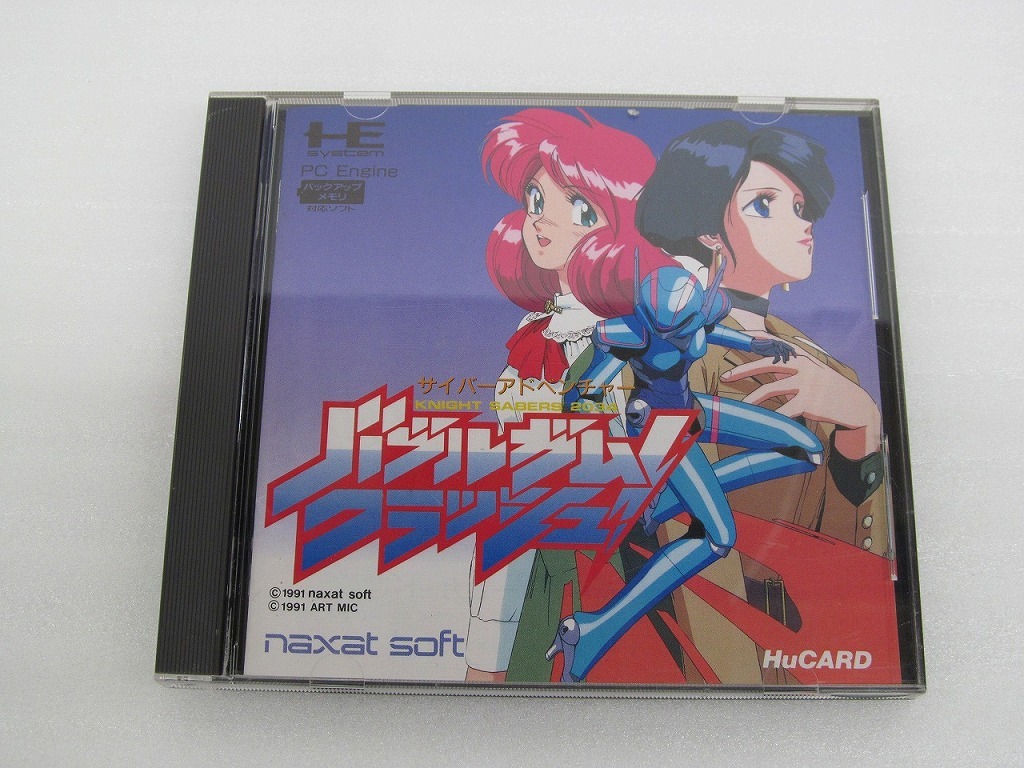 HE
system
PC Engine
バックアップ
メモリ
対応ソフト
サイバーアドベンチャー
KNIGHT SABERS 2034
バブルガム
クラッシュ
©1991 naxat soft
©1991 ART MIC
naxat soft
HuCARD